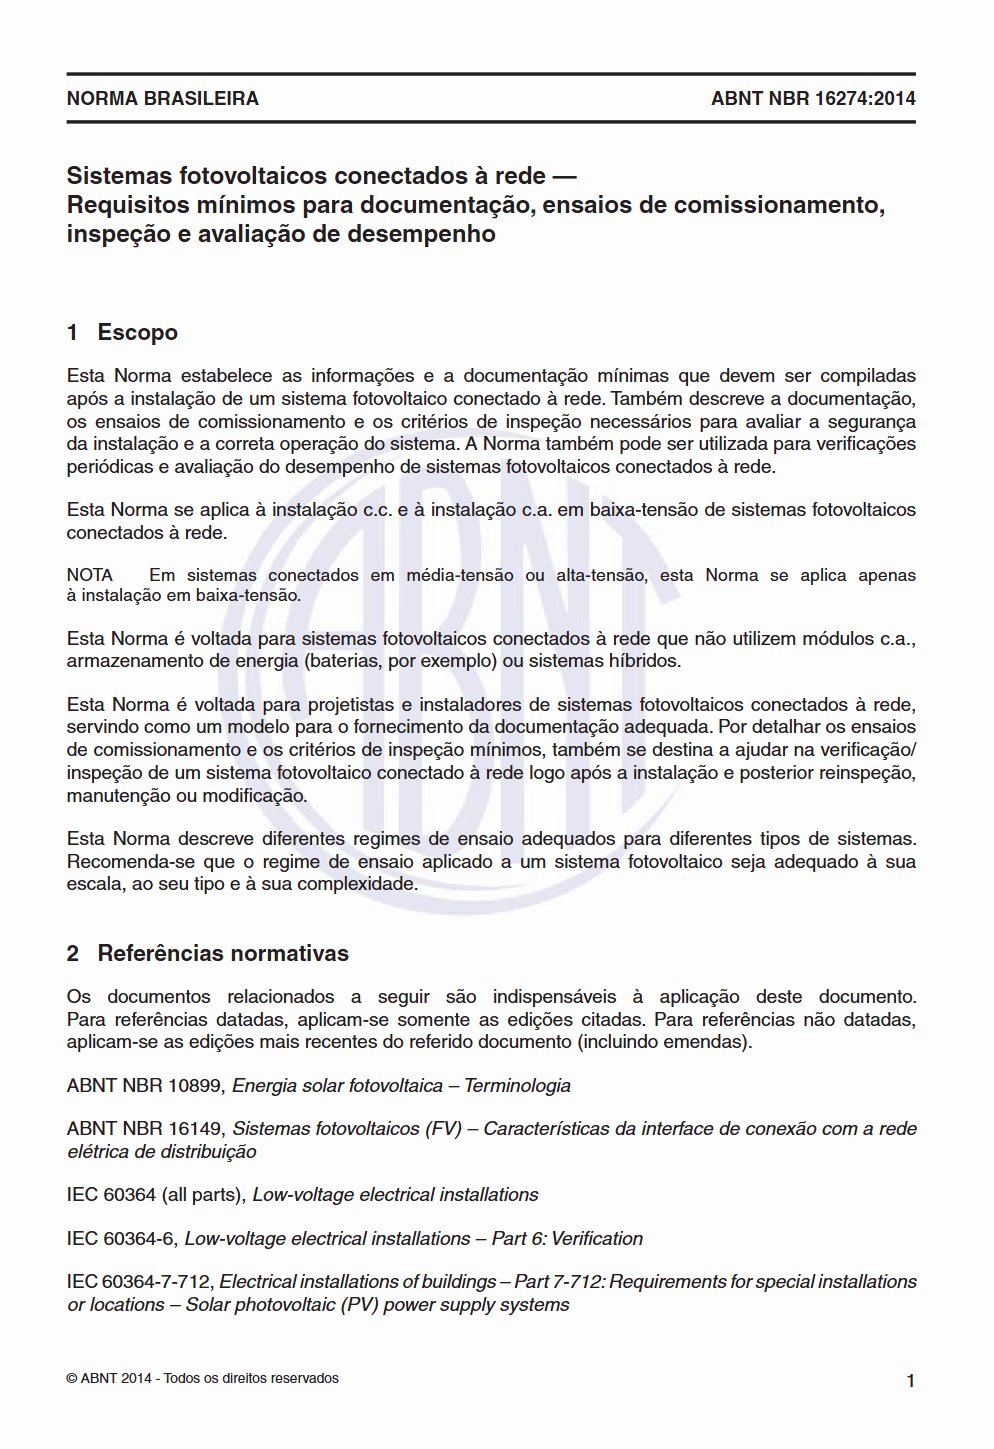 NORMA BRASILEIRA ABNT NBR 16274:2014
Sistemas fotovoltaicos conectados à rede —
Requisitos mínimos para documentação, ensaios de comissionamento,
inspeção e avaliação de desempenho
1 Escopo
Esta Norma estabelece as informações e a documentação mínimas que devem ser compiladas
após a instalação de um sistema fotovoltaico conectado à rede. Também descreve a documentação,
os ensaios de comissionamento e os critérios de inspeção necessários para avaliar a segurança
da instalação e a correta operação do sistema. A Norma também pode ser utilizada para verificações
periódicas e avaliação do desempenho de sistemas fotovoltaicos conectados à rede.
Esta Norma se aplica à instalação c.c. e à instalação c.a. em baixa-tensão de sistemas fotovoltaicos
conectados à rede.
NOTA Em sistemas conectados em média-tensão ou alta-tensão, esta Norma se aplica apenas
à instalação em baixa-tensão.
Esta Norma é voltada para sistemas fotovoltaicos conectados à rede que não utilizem módulos c.a.,
armazenamento de energia (baterias, por exemplo) ou sistemas híbridos.
Esta Norma é voltada para projetistas e instaladores de sistemas fotovoltaicos conectados à rede,
servindo como um modelo para o fornecimento da documentação adequada. Por detalhar os ensaios
de comissionamento e os critérios de inspeção mínimos, também se destina a ajudar na verificação/
inspeção de um sistema fotovoltaico conectado à rede logo após a instalação e posterior reinspeção,
manutenção ou modificação.
Esta Norma descreve diferentes regimes de ensaio adequados para diferentes tipos de sistemas.
Recomenda-se que o regime de ensaio aplicado a um sistema fotovoltaico seja adequado à sua
escala, ao seu tipo e à sua complexidade.
ABNT
2 Referências normativas
Os documentos relacionados a seguir são indispensáveis à aplicação deste documento.
Para referências datadas, aplicam-se somente as edições citadas. Para referências não datadas,
aplicam-se as edições mais recentes do referido documento (incluindo emendas).
ABNT NBR 10899, Energia solar fotovoltaica – Terminologia
ABNT NBR 16149, Sistemas fotovoltaicos (FV) – Características da interface de conexão com a rede
elétrica de distribuição
IEC 60364 (all parts), Low-voltage electrical installations
IEC 60364-6, Low-voltage electrical installations – Part 6: Verification
IEC 60364-7-712, Electrical installations of buildings – Part 7-712: Requirements for special installations
or locations – Solar photovoltaic (PV) power supply systems
© ABNT 2014 - Todos os direitos reservados 1